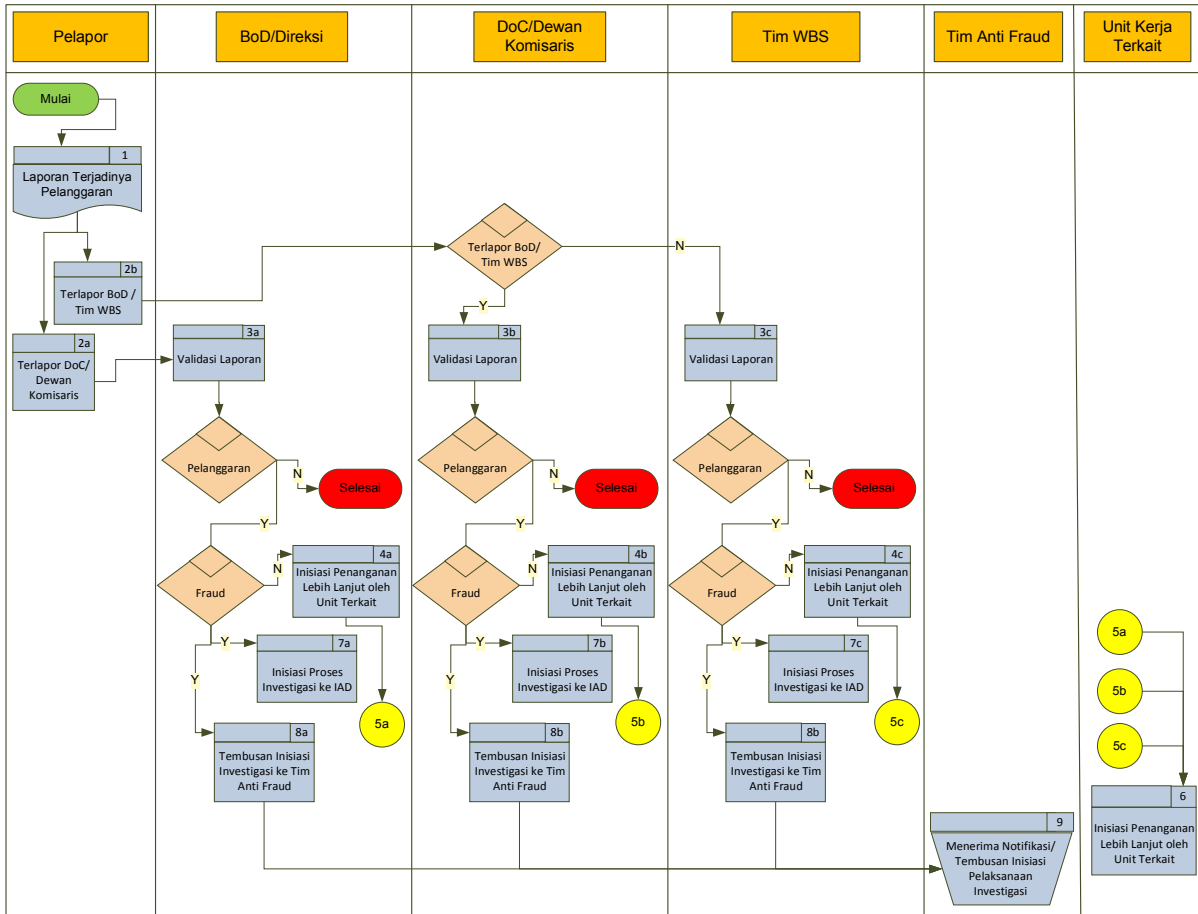 Pelapor
BoD/Direksi
DoC/Dewan
Komisaris
Tim WBS
Tim Anti Fraud
Unit Kerja
Terkait
Mulai
1
Laporan Terjadinya
Pelanggaran
2b
Terlapor BoD /
Tim WBS
2a
Terlapor DoC/
Dewan
Komisaris
3a
Validasi Laporan
Pelanggaran
N
Selesai
Y
Fraud
N
4a
Inisiasi Penanganan
Lebih Lanjut oleh
Unit Terkait
Y
7a
Inisiasi Proses
Investigasi ke IAD
Y
5a
8a
Tembusan Inisiasi
Investigasi ke Tim
Anti Fraud
Terlapor BoD/
Tim WBS
N
Y
3b
Validasi Laporan
Pelanggaran
N
Selesai
Y
Fraud
N
4b
Inisiasi Penanganan
Lebih Lanjut oleh
Unit Terkait
Y
7b
Inisiasi Proses
Investigasi ke IAD
Y
5b
8b
Tembusan Inisiasi
Investigasi ke Tim
Anti Fraud
3c
Validasi Laporan
Pelanggaran
N
Selesai
Y
Fraud
N
4c
Inisiasi Penanganan
Lebih Lanjut oleh
Unit Terkait
Y
7c
Inisiasi Proses
Investigasi ke IAD
Y
5c
8b
Tembusan Inisiasi
Investigasi ke Tim
Anti Fraud
9
Menerima Notifikasi/
Tembusan Inisiasi
Pelaksanaan
Investigasi
5a
5b
5c
6
Inisiasi Penanganan
Lebih Lanjut oleh
Unit Terkait